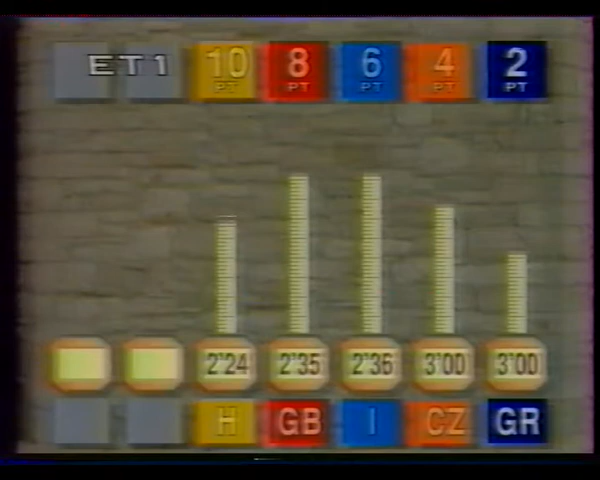 ET1 10 8 6 4 2
PT PT PT PT PT
2'24 2'35 2'36 3'00 3'00
H GB I CZ GR